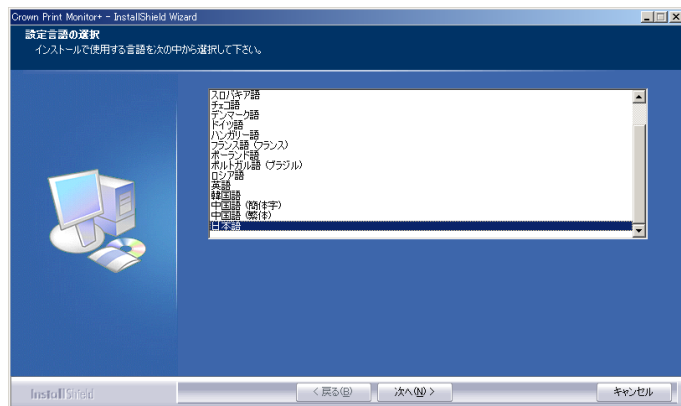 Crown Print Monitor+ - InstallShield Wizard
設定言語の選択
インストールで使用する言語を次の中から選択して下さい。
スロバキア語
チェコ語
デンマーク語
ドイツ語
ハンガリー語
フランス語 (フランス)
ポーランド語
ポルトガル語 (ブラジル)
ロシア語
英語
韓国語
中国語 (簡体字)
中国語 (繁体)
日本語
InstallShield
< 戻る(B)
次へ(N) >
キャンセル